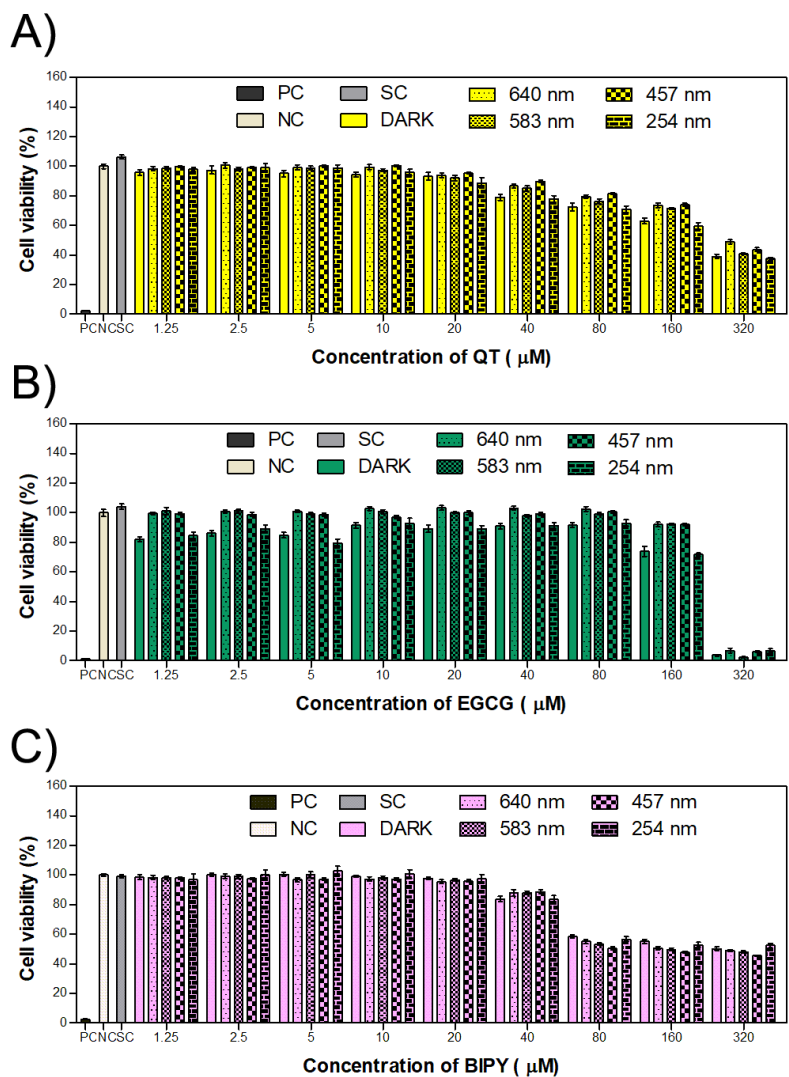 A)
160
140
120
100
80
60
40
20
0
Cell viability (%)
PC SC 640 nm 457 nm
NC DARK 583 nm 254 nm
PCNCSC 1.25 2.5 5 10 20 40 80 160 320
Concentration of QT ( μM)
B)
160
140
120
100
80
60
40
20
0
Cell viability (%)
PC SC 640 nm 457 nm
NC DARK 583 nm 254 nm
PCNCSC 1.25 2.5 5 10 20 40 80 160 320
Concentration of EGCG ( μM)
C)
160
140
120
100
80
60
40
20
0
Cell viability (%)
PC SC 640 nm 457 nm
NC DARK 583 nm 254 nm
PCNCSC 1.25 2.5 5 10 20 40 80 160 320
Concentration of BIPY ( μM)